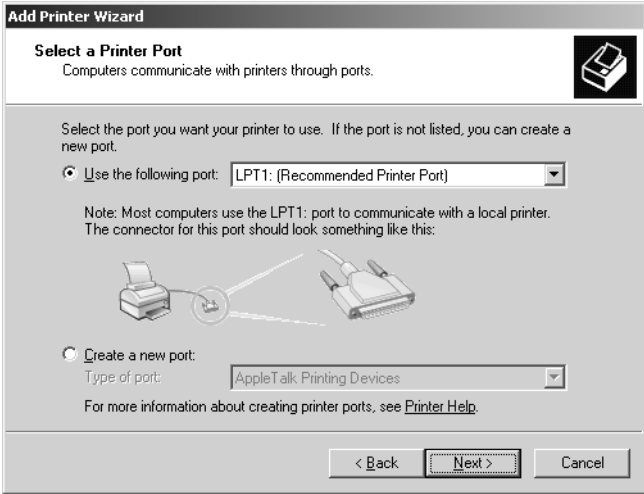 Add Printer Wizard
Select a Printer Port
Computers communicate with printers through ports.
Select the port you want your printer to use. If the port is not listed, you can create a
new port.
Use the following port: LPT1: (Recommended Printer Port)
Note: Most computers use the LPT1: port to communicate with a local printer.
The connector for this port should look something like this:
Create a new port:
Type of port: AppleTalk Printing Devices
For more information about creating printer ports, see Printer Help.
< Back Next > Cancel